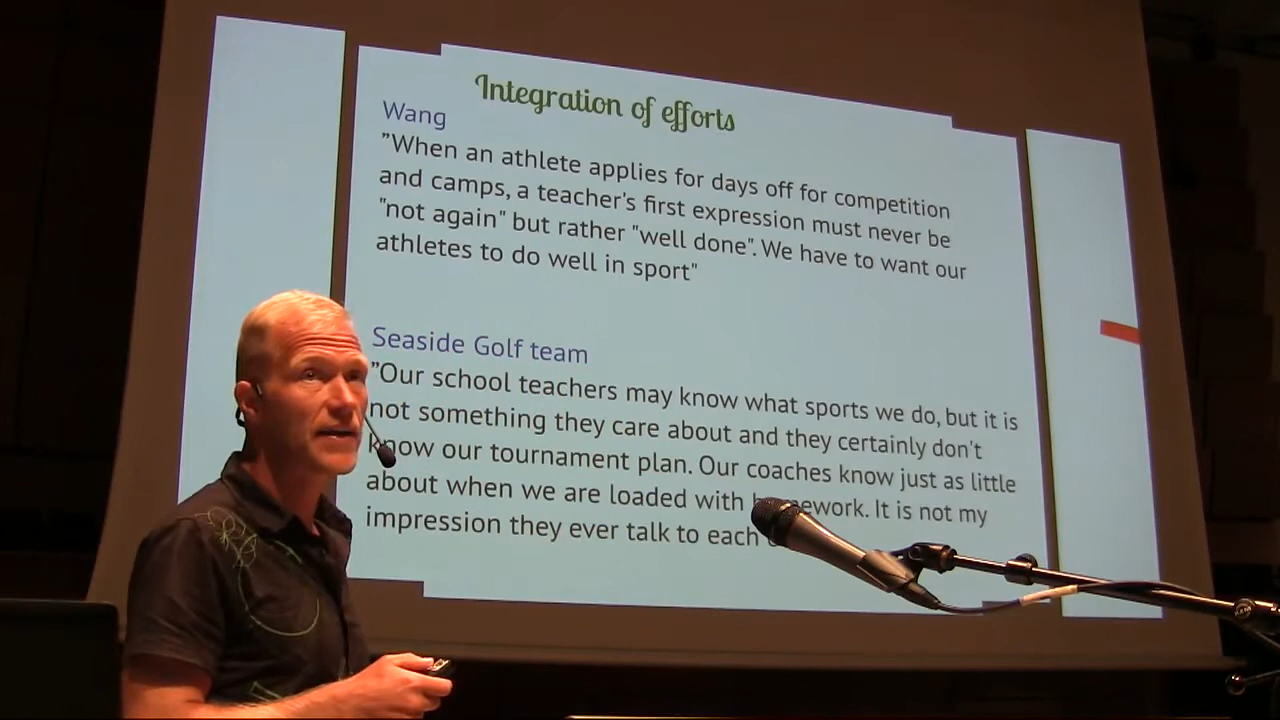 Integration of efforts
Wang
"When an athlete applies for days off for competition
and camps, a teacher's first expression must never be
"not again" but rather "well done". We have to want our
athletes to do well in sport"
Seaside Golf team
"Our school teachers may know what sports we do, but it is
not something they care about and they certainly don't
know our tournament plan. Our coaches know just as little
about when we are loaded with homework. It is not my
impression they ever talk to each